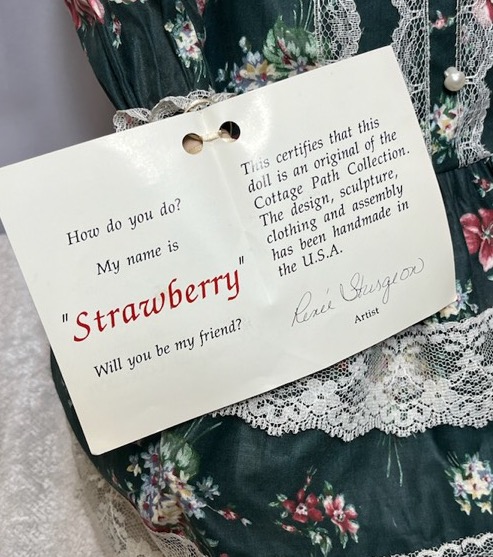 How do you do?
My name is
"Strawberry"
Will you be my friend?
This certifies that this
doll is an original of the
Cottage Path Collection.
The design, sculpture,
clothing and assembly
has been handmade in
the U.S.A.
Sturgeon
Artist